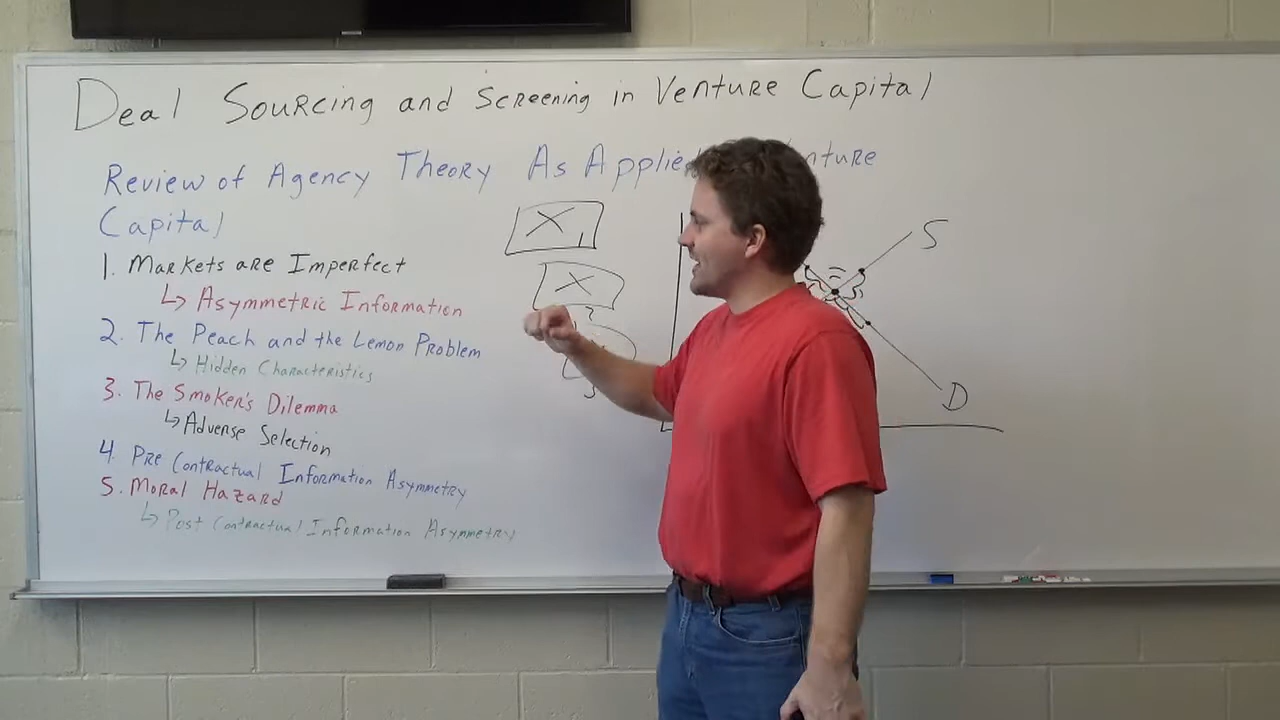 Deal Sourcing and Screening in Venture Capital
Review of Agency Theory As Applied
Capital
1. Markets are Imperfect
↳ Asymmetric Information
2. The Peach and the Lemon Problem
↳ Hidden Characteristics
3. The Smoker's Dilemma
↳ Adverse Selection
4. Pre Contractual Information Asymmetry
5. Moral Hazard
↳ Post Contractual Information Asymmetry
X1
X
S
D